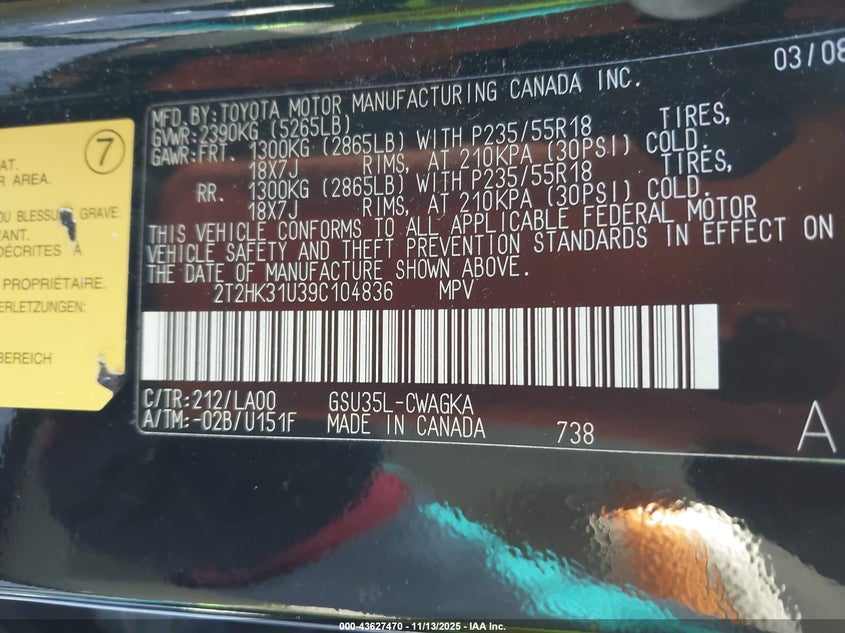 03/08
MFD.BY:TOYOTA MOTOR MANUFACTURING CANADA INC.
GVWR:2390KG (5265LB)
GAWR:FRT. 1300KG (2865LB) WITH P235/55R18 TIRES,
18X7J RIMS, AT 210KPA (30PSI) COLD.
RR. 1300KG (2865LB) WITH P235/55R18 TIRES,
18X7J RIMS, AT 210KPA (30PSI) COLD.
THIS VEHICLE CONFORMS TO ALL APPLICABLE FEDERAL MOTOR
VEHICLE SAFETY AND THEFT PREVENTION STANDARDS IN EFFECT ON
THE DATE OF MANUFACTURE SHOWN ABOVE.
2T2HK31U39C104836 MPV
C/TR:212/LA00 GSU35L-CWAGKA
A/TM:-02B/U151F MADE IN CANADA 738
A
7
AT.
R AREA.
OU BLESSU GRAVE:
VANT.
DÉCRITES A
PROPRIÉTAIRE.
ERLETZUNGEN:
BEREICH
000-43627470 - 11/13/2025 - IAA Inc.